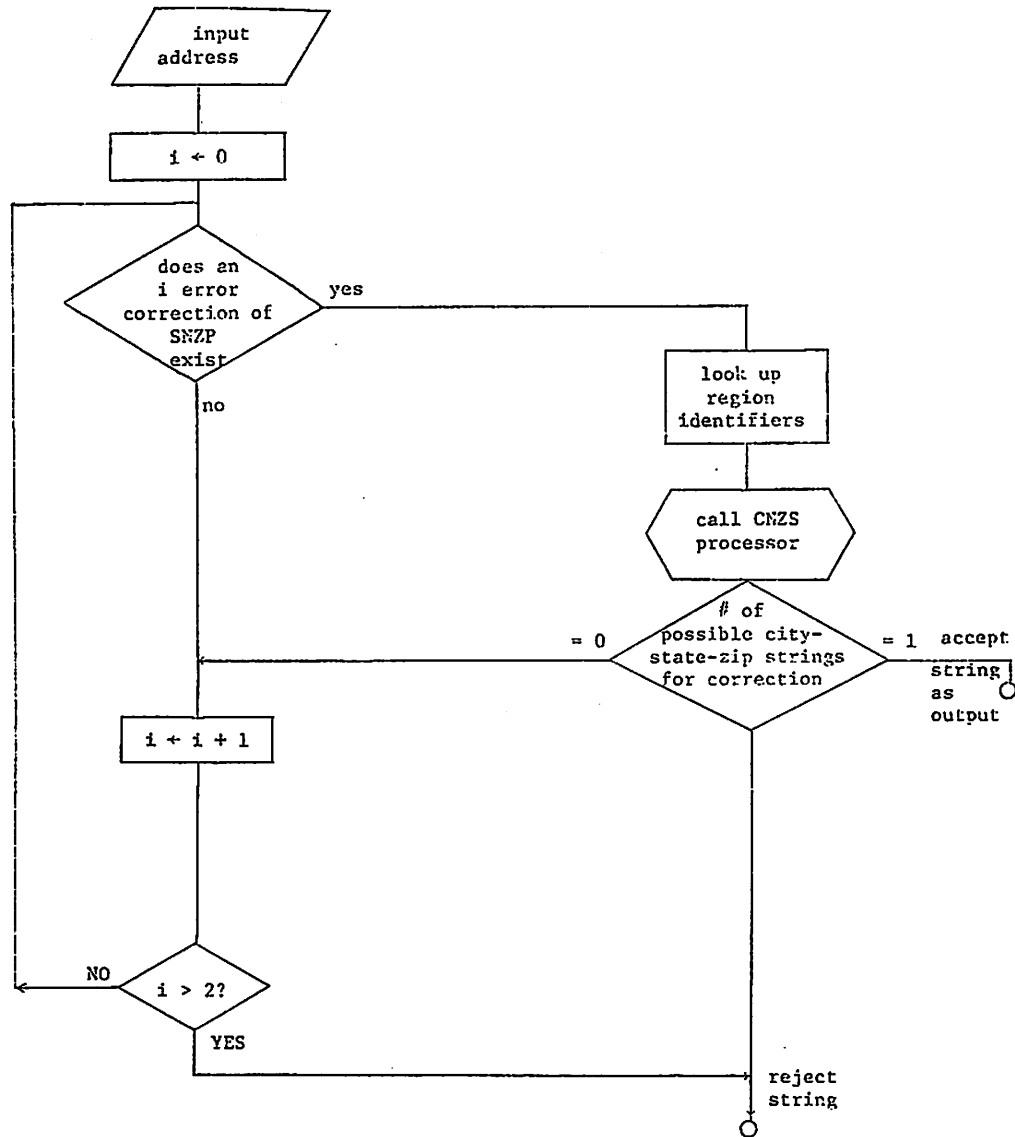 input
address
i ← 0
does an
i error
correction of
SNZP
exist
yes
no
look up
region
identifiers
call CNZS
processor
# of
possible city-
state-zip strings
for correction
= 0
= 1
accept
string
as
output
i ← i + 1
i > 2?
NO
YES
reject
string